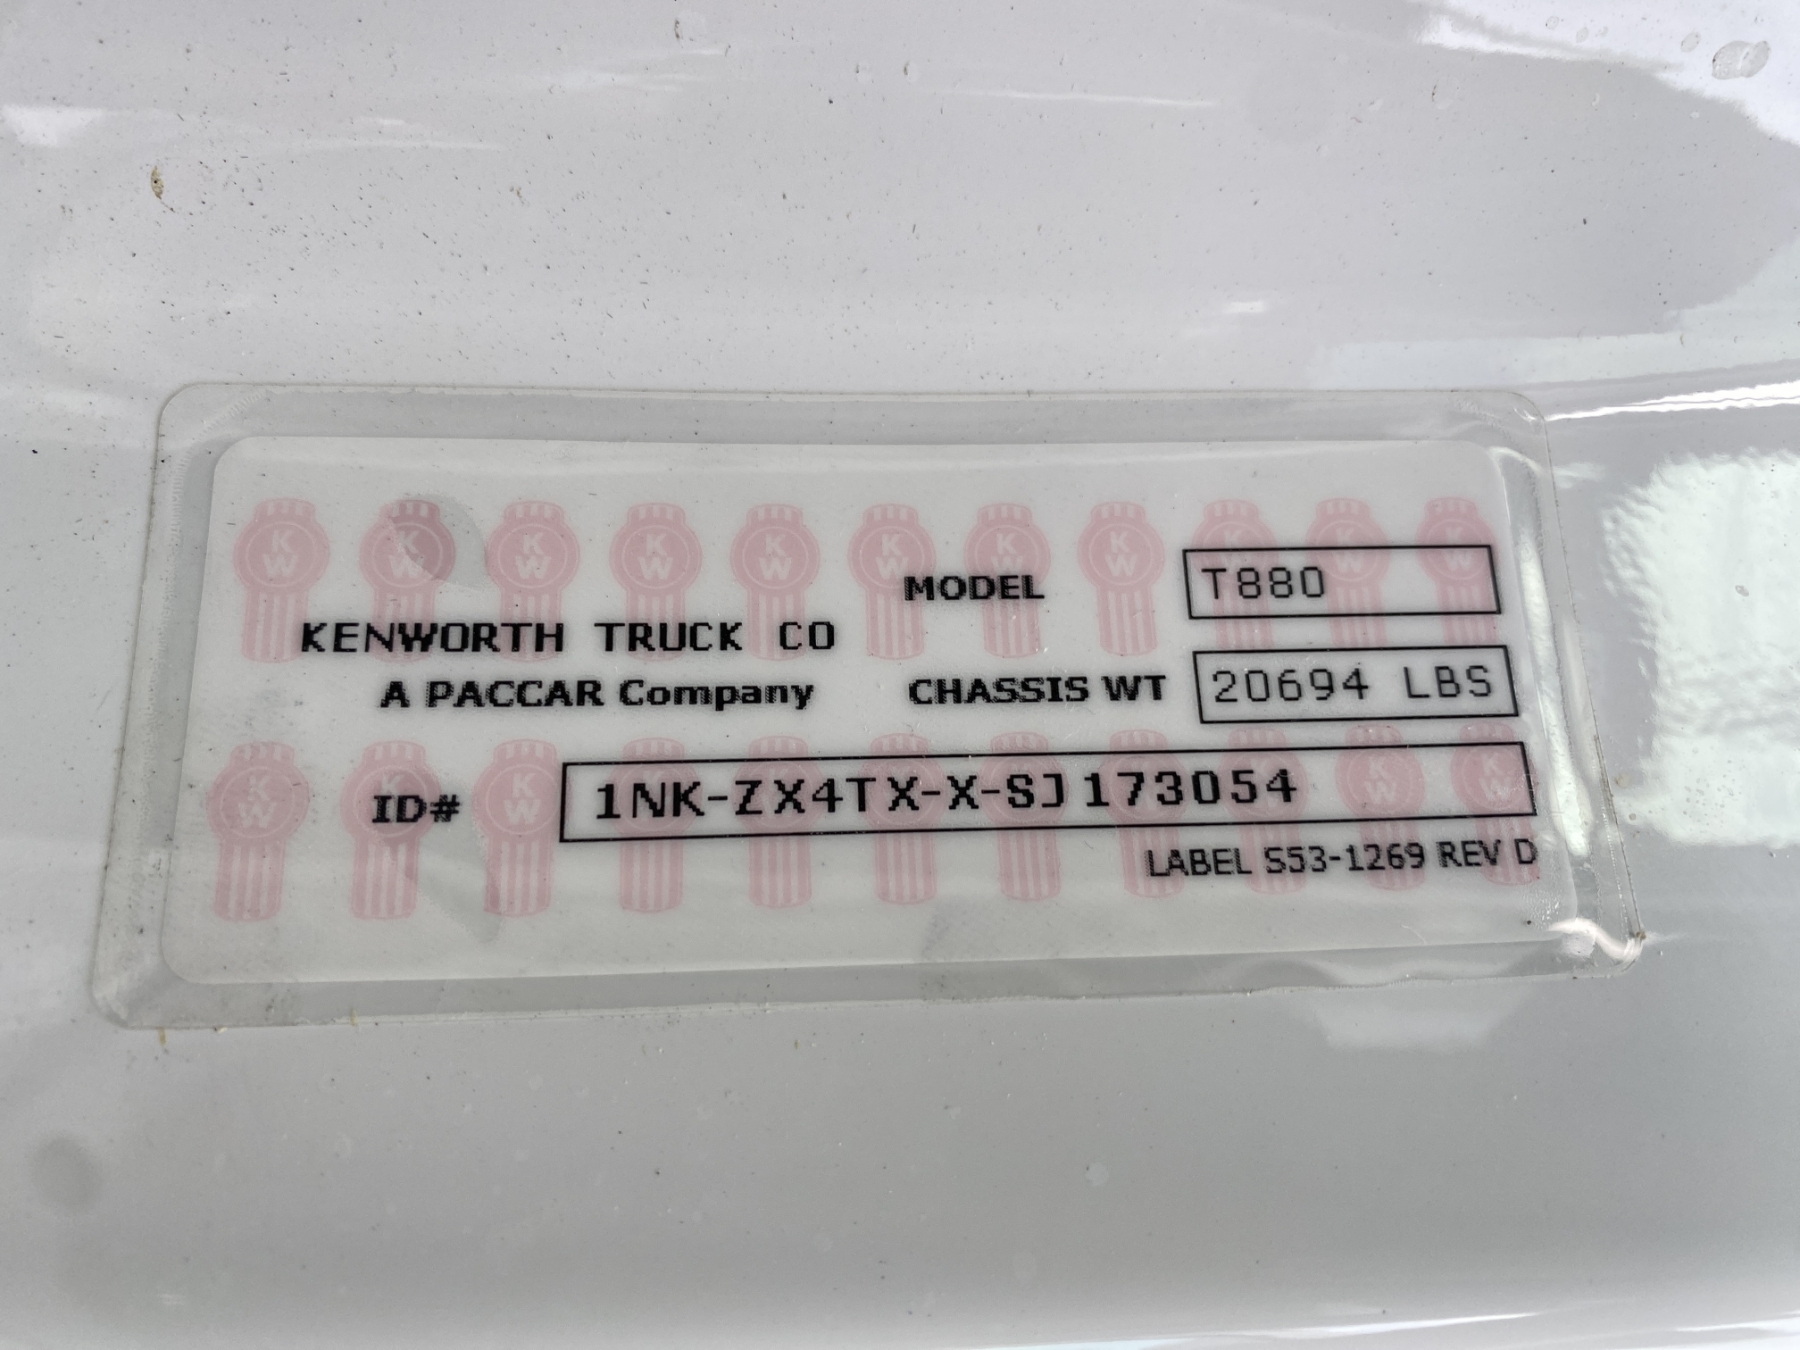 MODEL T880
KENWORTH TRUCK CO
A PACCAR Company
CHASSIS WT 20694 LBS
ID# 1NK-ZX4TX-X-SJ173054
LABEL S53-1269 REV D